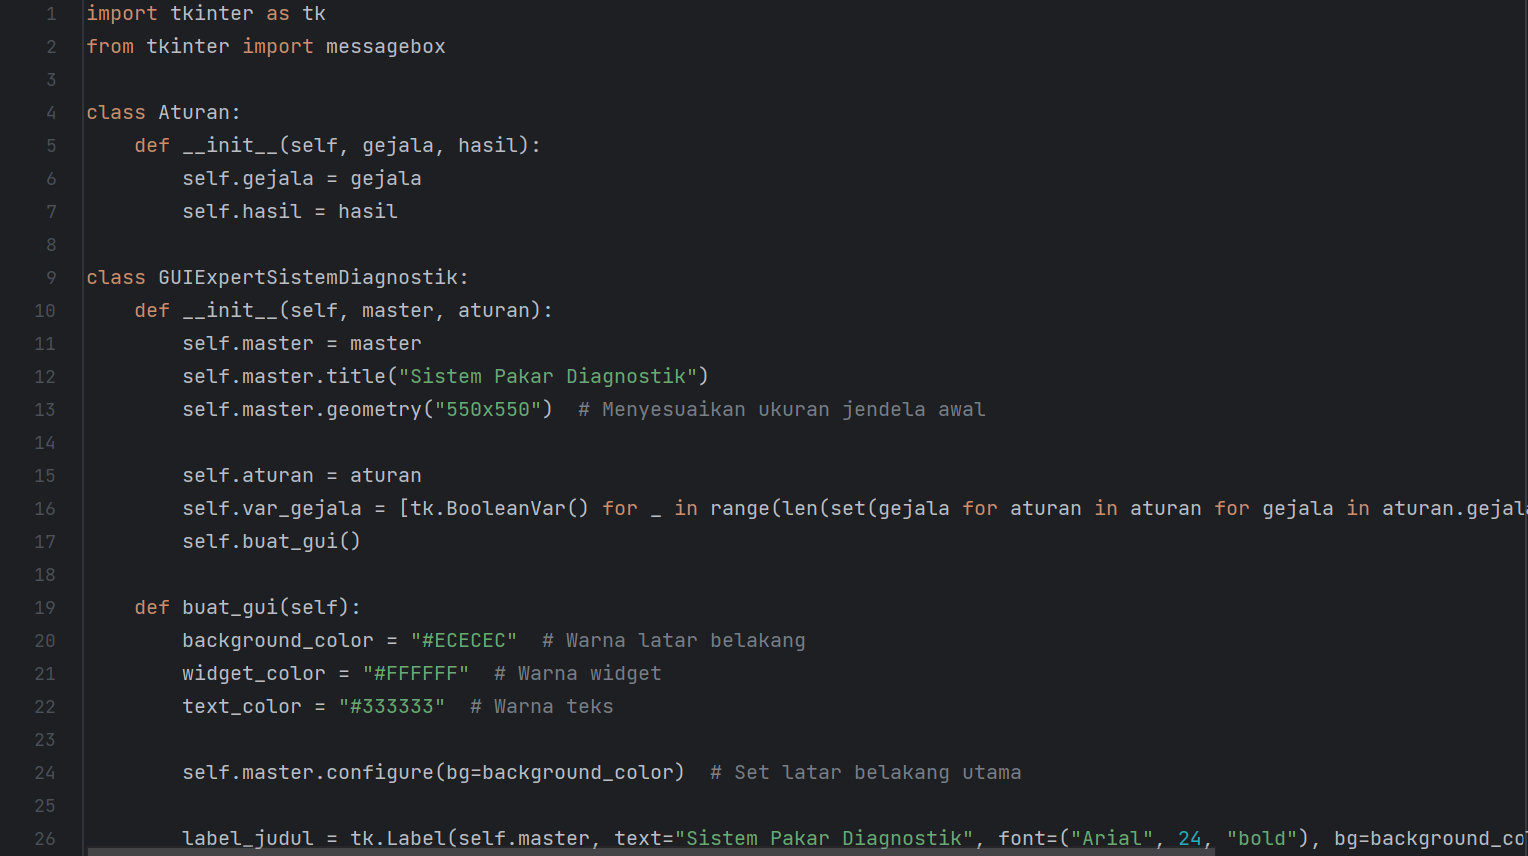 1 import tkinter as tk
2 from tkinter import messagebox
3
4 class Aturan:
5     def __init__(self, gejala, hasil):
6         self.gejala = gejala
7         self.hasil = hasil
8
9 class GUIExpertSistemDiagnostik:
10     def __init__(self, master, aturan):
11         self.master = master
12         self.master.title("Sistem Pakar Diagnostik")
13         self.master.geometry("550x550")  # Menyesuaikan ukuran jendela awal
14
15         self.aturan = aturan
16         self.var_gejala = [tk.BooleanVar() for _ in range(len(set(gejala for aturan in aturan for gejala in aturan.gejala
17         self.buat_gui()
18
19     def buat_gui(self):
20         background_color = "#ECECEC"  # Warna latar belakang
21         widget_color = "#FFFFFF"  # Warna widget
22         text_color = "#333333"  # Warna teks
23
24         self.master.configure(bg=background_color)  # Set latar belakang utama
25
26         label_judul = tk.Label(self.master, text="Sistem Pakar Diagnostik", font=("Arial", 24, "bold"), bg=background_co